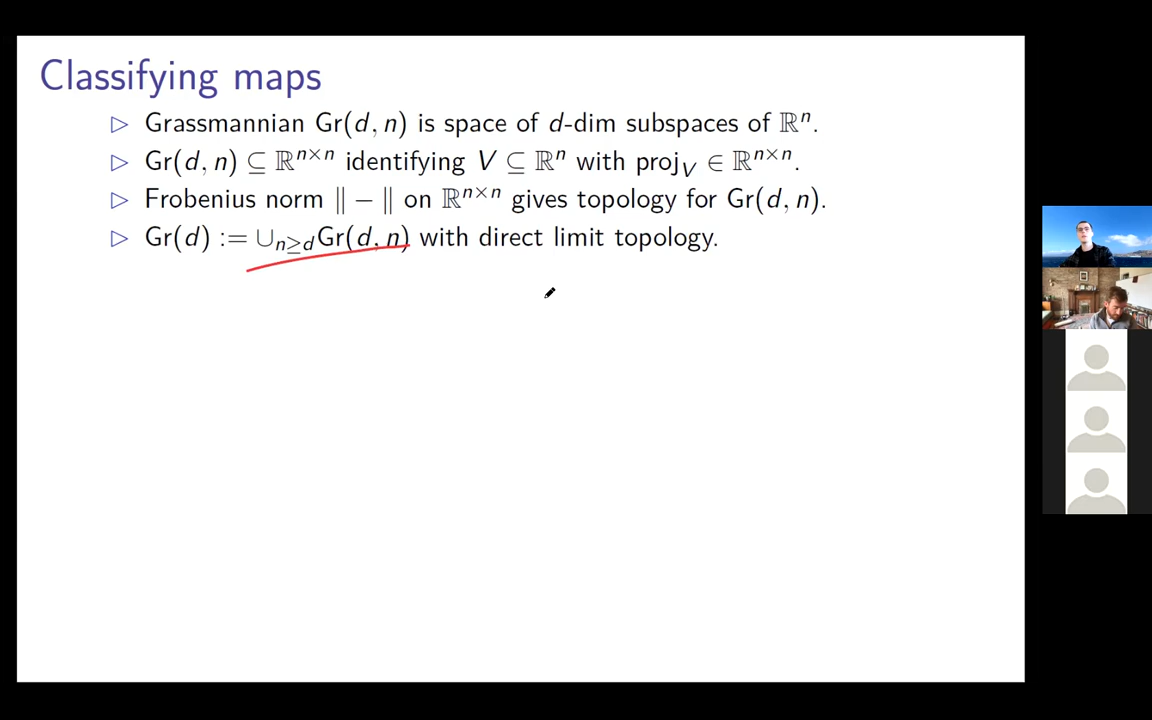 Classifying maps
▷ Grassmannian Gr(d, n) is space of d-dim subspaces of ℝⁿ.
▷ Gr(d, n) ⊆ ℝⁿˣⁿ identifying V ⊆ ℝⁿ with proj_V ∈ ℝⁿˣⁿ.
▷ Frobenius norm ‖ − ‖ on ℝⁿˣⁿ gives topology for Gr(d, n).
▷ Gr(d) := ∪_{n≥d}Gr(d, n) with direct limit topology.